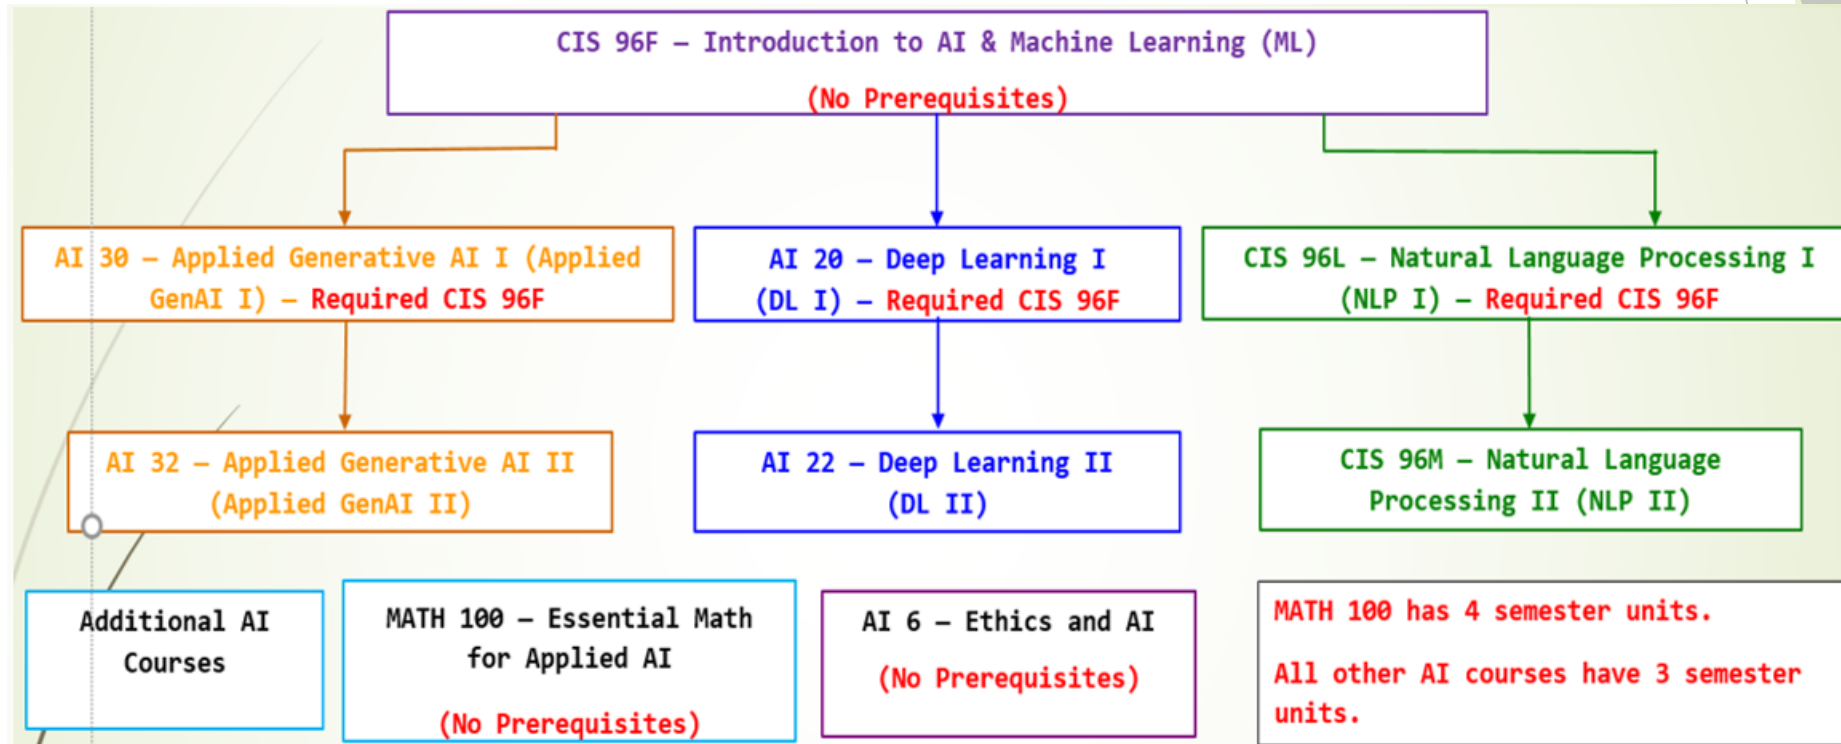 CIS 96F – Introduction to AI & Machine Learning (ML)
(No Prerequisites)
AI 30 – Applied Generative AI I (Applied
GenAI I) – Required CIS 96F
AI 20 – Deep Learning I
(DL I) – Required CIS 96F
CIS 96L – Natural Language Processing I
(NLP I) – Required CIS 96F
AI 32 – Applied Generative AI II
(Applied GenAI II)
AI 22 – Deep Learning II
(DL II)
CIS 96M – Natural Language
Processing II (NLP II)
Additional AI
Courses
MATH 100 – Essential Math
for Applied AI
(No Prerequisites)
AI 6 – Ethics and AI
(No Prerequisites)
MATH 100 has 4 semester units.
All other AI courses have 3 semester
units.